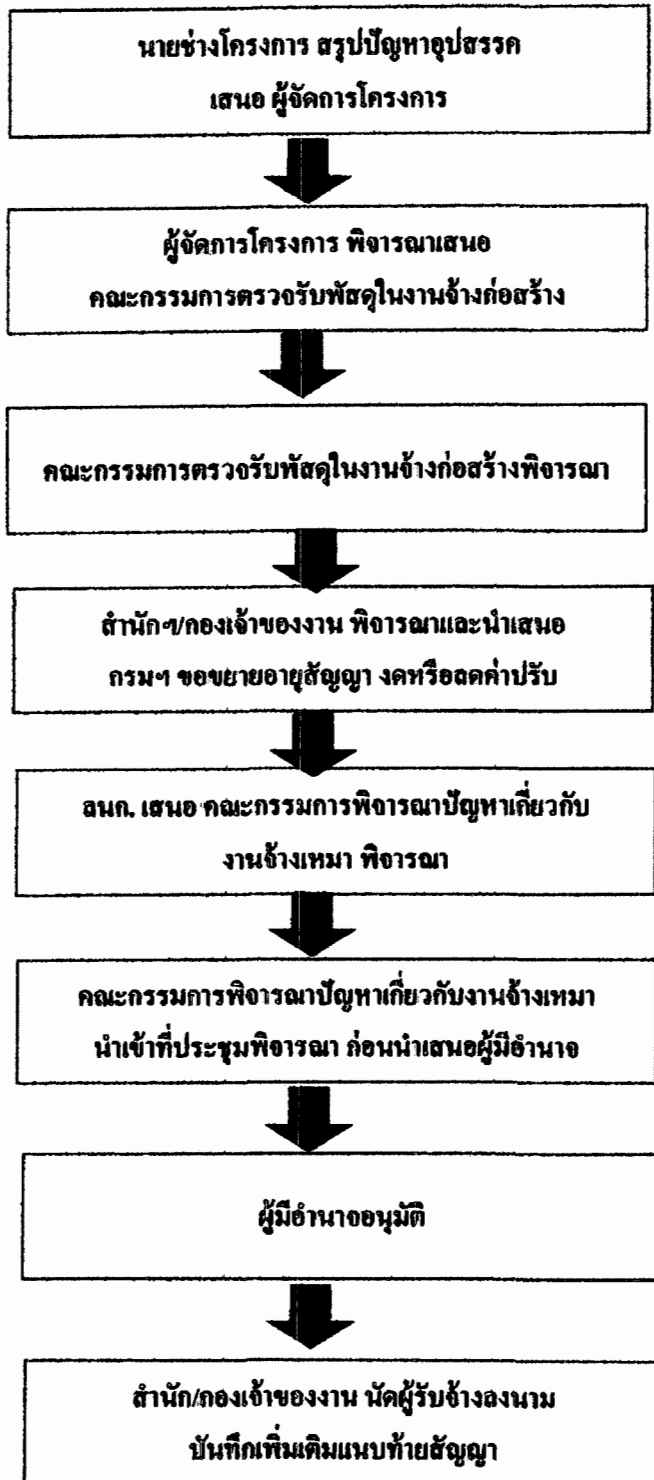 นายช่างโครงการ สรุปปัญหาอุปสรรค
เสนอ ผู้จัดการโครงการ
ผู้จัดการโครงการ พิจารณาเสนอ
คณะกรรมการตรวจรับพัสดุในงานจ้างก่อสร้าง
คณะกรรมการตรวจรับพัสดุในงานจ้างก่อสร้างพิจารณา
สำนักฯ/กองเจ้าของงาน พิจารณาและนำเสนอ
กรมฯ ขอขยายอายุสัญญา งดหรือลดค่าปรับ
ลนก. เสนอ คณะกรรมการพิจารณาปัญหาเกี่ยวกับ
งานจ้างเหมา พิจารณา
คณะกรรมการพิจารณาปัญหาเกี่ยวกับงานจ้างเหมา
นำเข้าที่ประชุมพิจารณา ก่อนนำเสนอผู้มีอำนาจ
ผู้มีอำนาจอนุมัติ
สำนัก/กองเจ้าของงาน นัดผู้รับจ้างลงนาม
บันทึกเพิ่มเติมแนบท้ายสัญญา